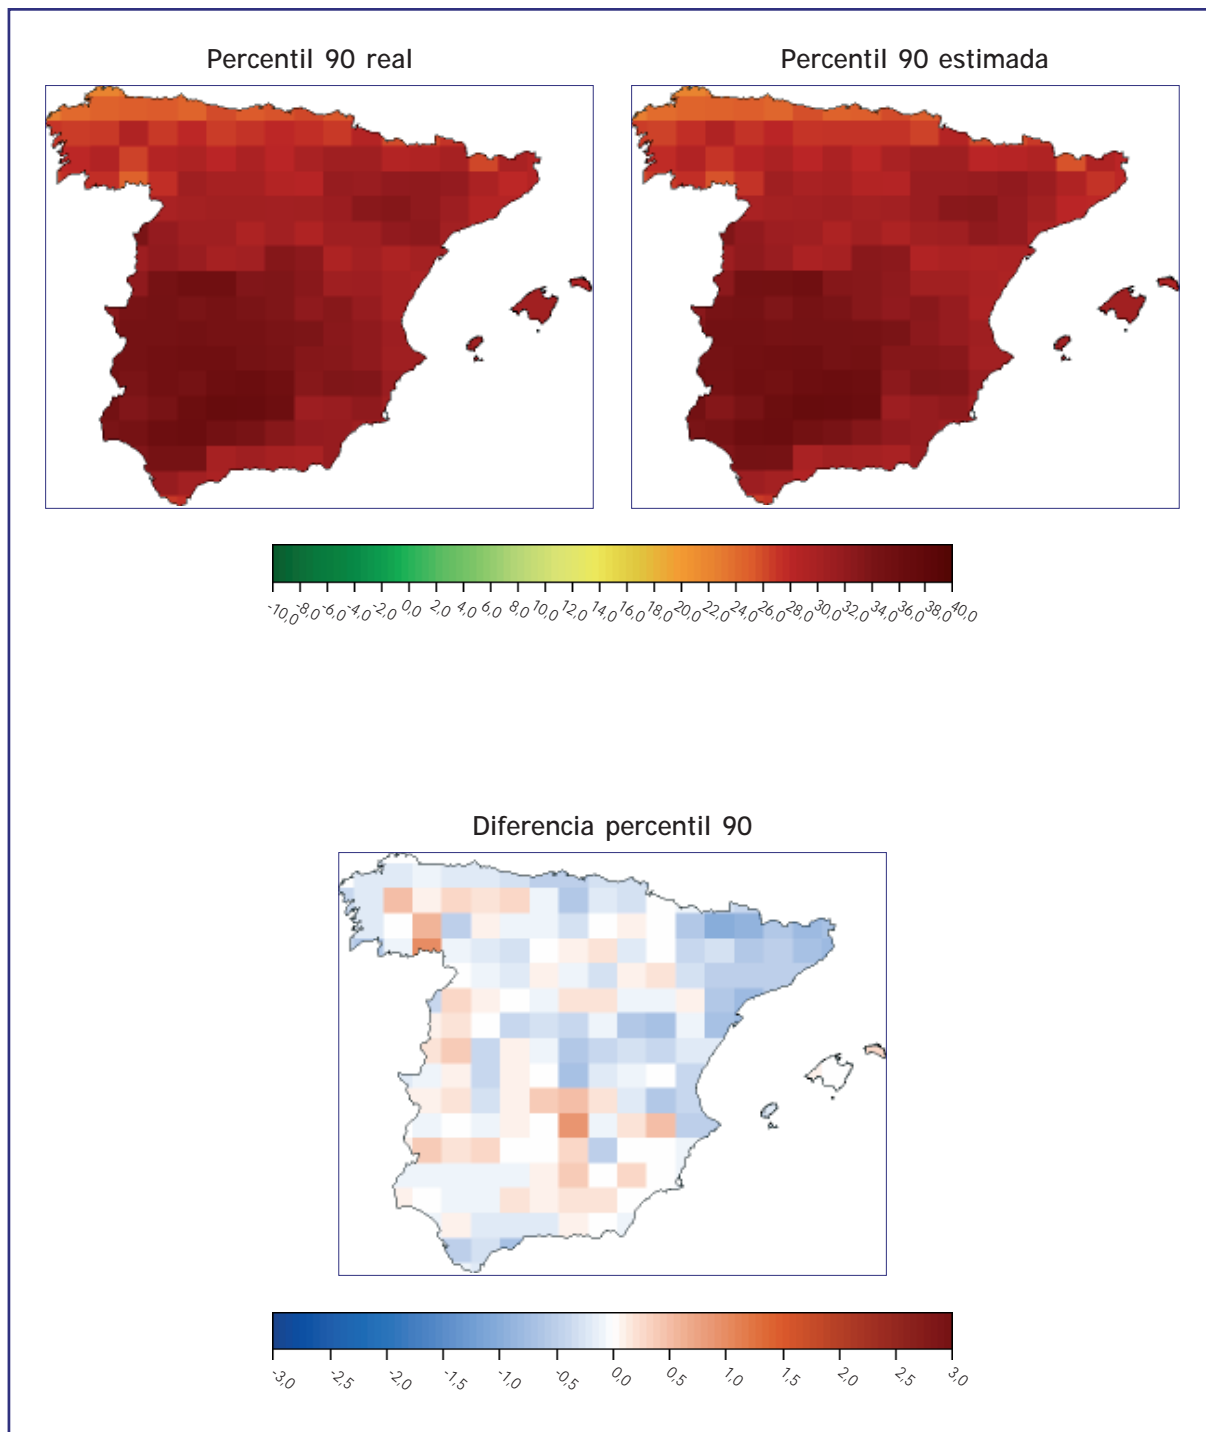 Percentil 90 real
Percentil 90 estimada
-10,0 -8,0 -6,0 -4,0 -2,0 0,0 2,0 4,0 6,0 8,0 10,0 12,0 14,0 16,0 18,0 20,0 22,0 24,0 26,0 28,0 30,0 32,0 34,0 36,0 38,0 40,0
Diferencia percentil 90
-3,0 -2,5 -2,0 -1,5 -1,0 -0,5 0,0 0,5 1,0 1,5 2,0 2,5 3,0